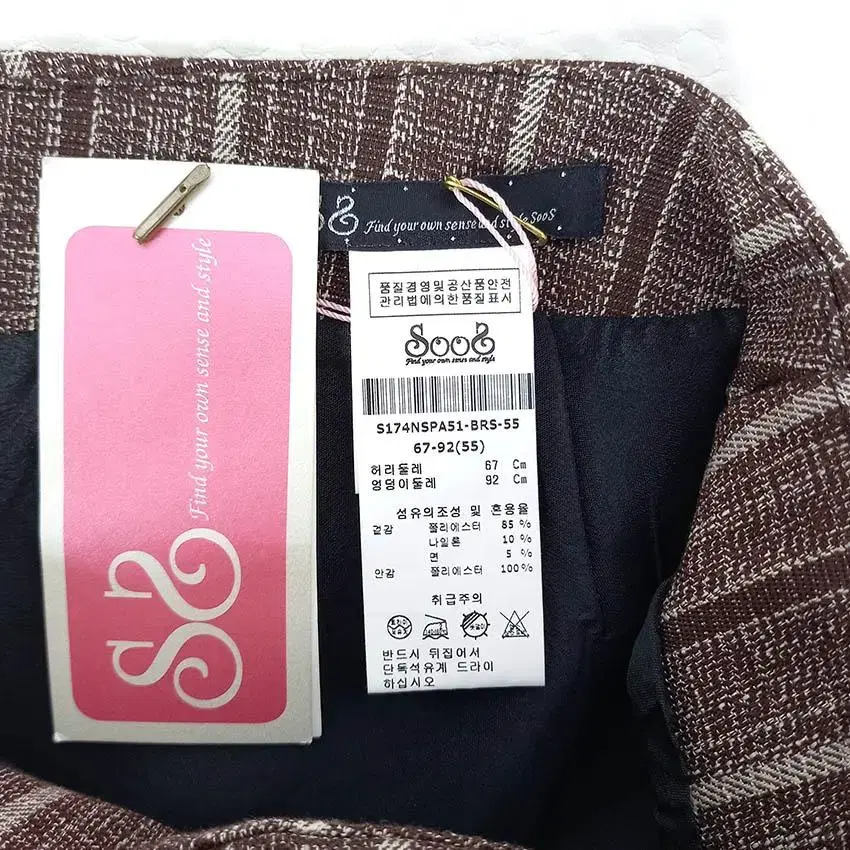 Find your own sense and style
SS
Find your own sense and style SooS
품질경영및공산품안전
관리법에의한품질표시
SooS
Find your own sens and style
S174NSPA51-BRS-55
67-92(55)
허리둘레 67 Cm
엉덩이둘레 92 Cm
섬유의조성 및 혼용율
겉감 폴리에스터 85 %
나일론 10 %
면 5 %
안감 폴리에스터 100%
취급주의
반드시 뒤집어서
단독석유계 드라이
하십시오